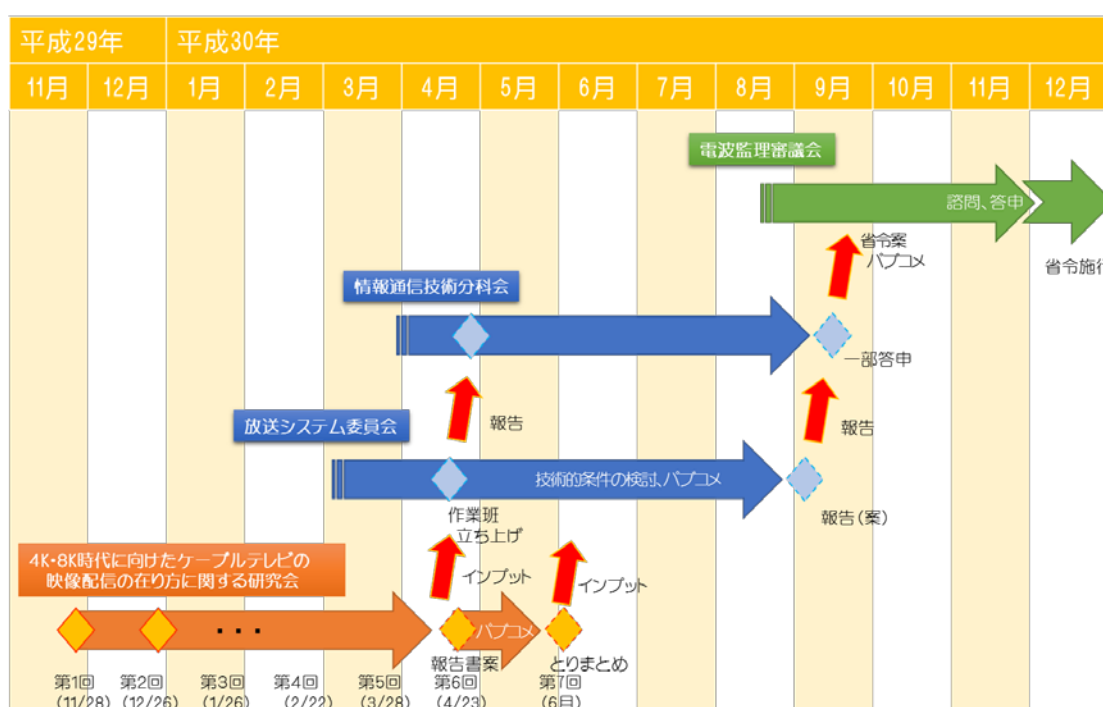 平成29年 平成30年
11月 12月 1月 2月 3月 4月 5月 6月 7月 8月 9月 10月 11月 12月
電波監理審議会
諮問、答申
省令案
パブコメ
省令施行
情報通信技術分科会
一部答申
報告
報告
放送システム委員会
技術的条件の検討、パブコメ
報告(案)
作業班
立ち上げ
4K・8K時代に向けたケーブルテレビの
映像配信の在り方に関する研究会
インプット
インプット
・・・
パブコメ
報告書案
とりまとめ
第1回 第2回 第3回 第4回 第5回 第6回 第7回
(11/28) (12/26) (1/26) (2/22) (3/28) (4/23) (6月)